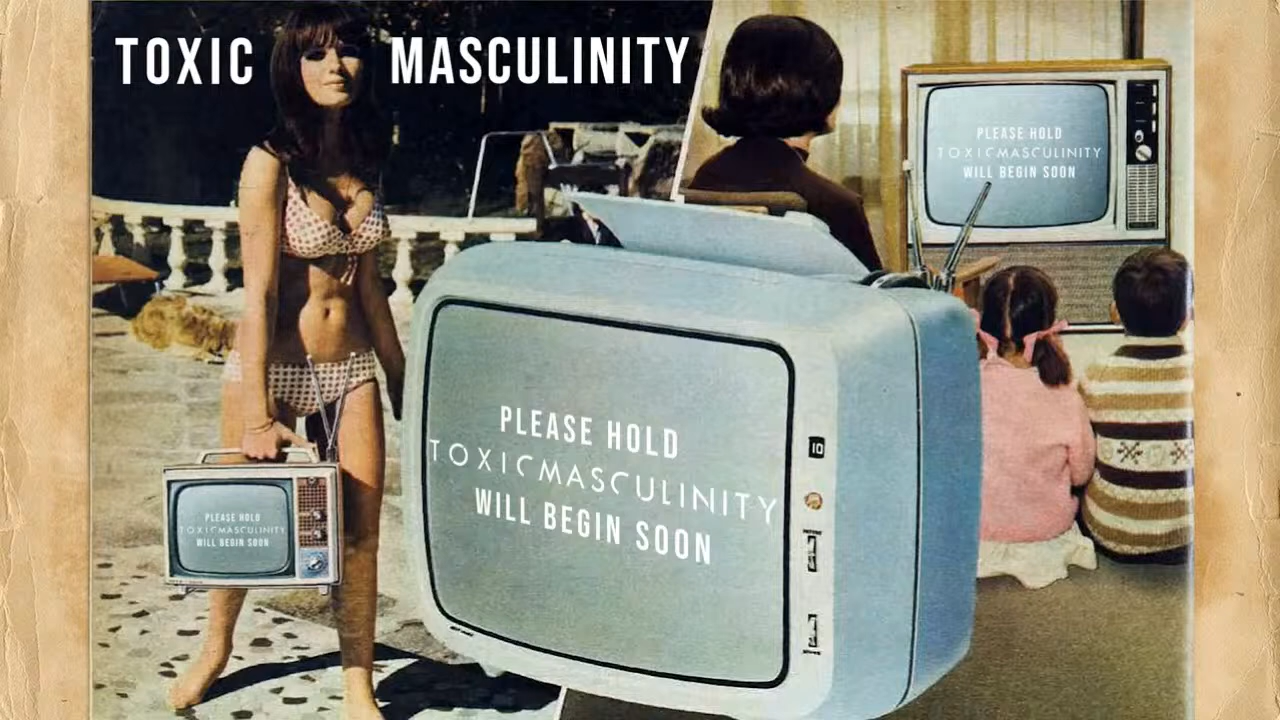 TOXIC MASCULINITY
PLEASE HOLD
TOXICMASCULINITY
WILL BEGIN SOON
PLEASE HOLD
TOXICMASCULINITY
WILL BEGIN SOON
10
PLEASE HOLD
TOXICMASCULINITY
WILL BEGIN SOON